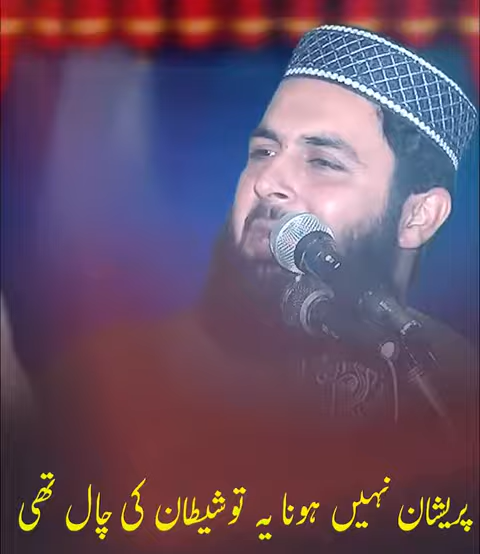 پریشان نہیں ہونا یہ تو شیطان کی چال تھی